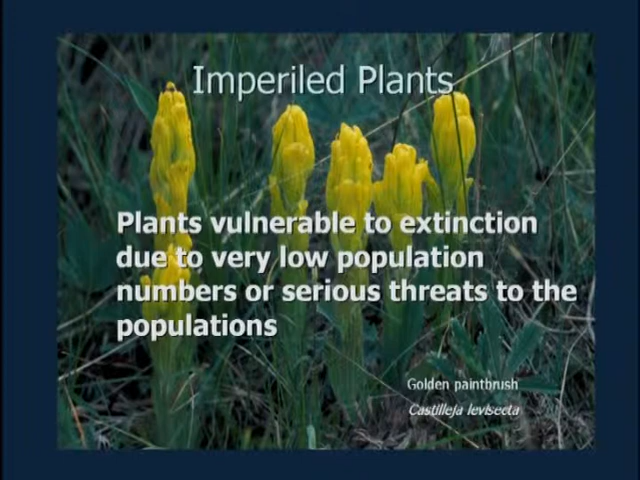 Imperiled Plants
Plants vulnerable to extinction
due to very low population
numbers or serious threats to the
populations
Golden paintbrush
Castilleja levisecta